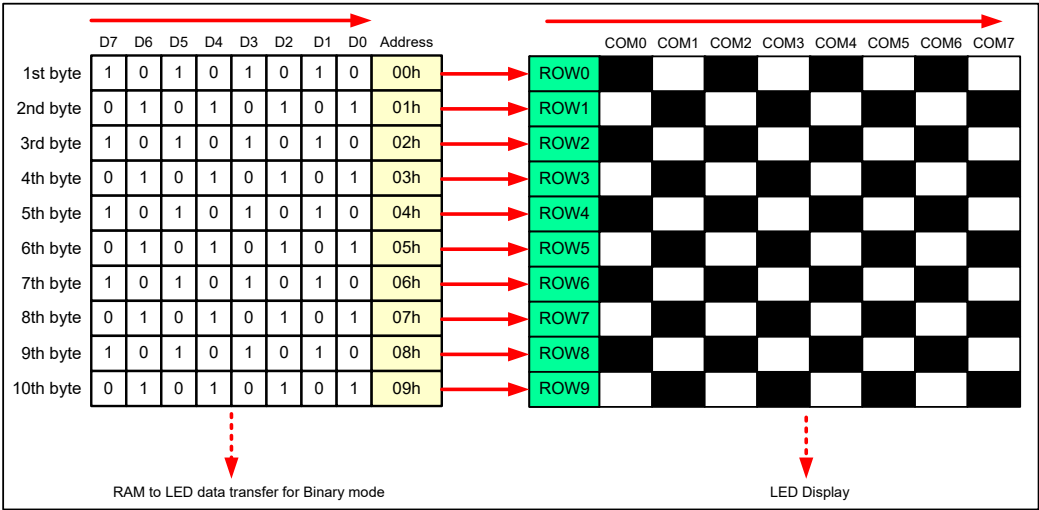 D7 D6 D5 D4 D3 D2 D1 D0 Address COM0 COM1 COM2 COM3 COM4 COM5 COM6 COM7
1st byte 1 0 1 0 1 0 1 0 00h ROW0
2nd byte 0 1 0 1 0 1 0 1 01h ROW1
3rd byte 1 0 1 0 1 0 1 0 02h ROW2
4th byte 0 1 0 1 0 1 0 1 03h ROW3
5th byte 1 0 1 0 1 0 1 0 04h ROW4
6th byte 0 1 0 1 0 1 0 1 05h ROW5
7th byte 1 0 1 0 1 0 1 0 06h ROW6
8th byte 0 1 0 1 0 1 0 1 07h ROW7
9th byte 1 0 1 0 1 0 1 0 08h ROW8
10th byte 0 1 0 1 0 1 0 1 09h ROW9
RAM to LED data transfer for Binary mode LED Display